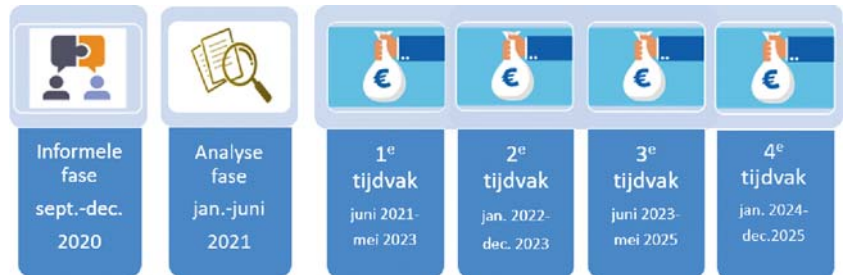 Informele
fase
sept.-dec.
2020
Analyse
fase
jan.-juni
2021
€
1e
tijdvak
juni 2021-
mei 2023
€
2e
tijdvak
jan. 2022-
dec. 2023
€
3e
tijdvak
juni 2023-
mei 2025
€
4e
tijdvak
jan. 2024-
dec.2025